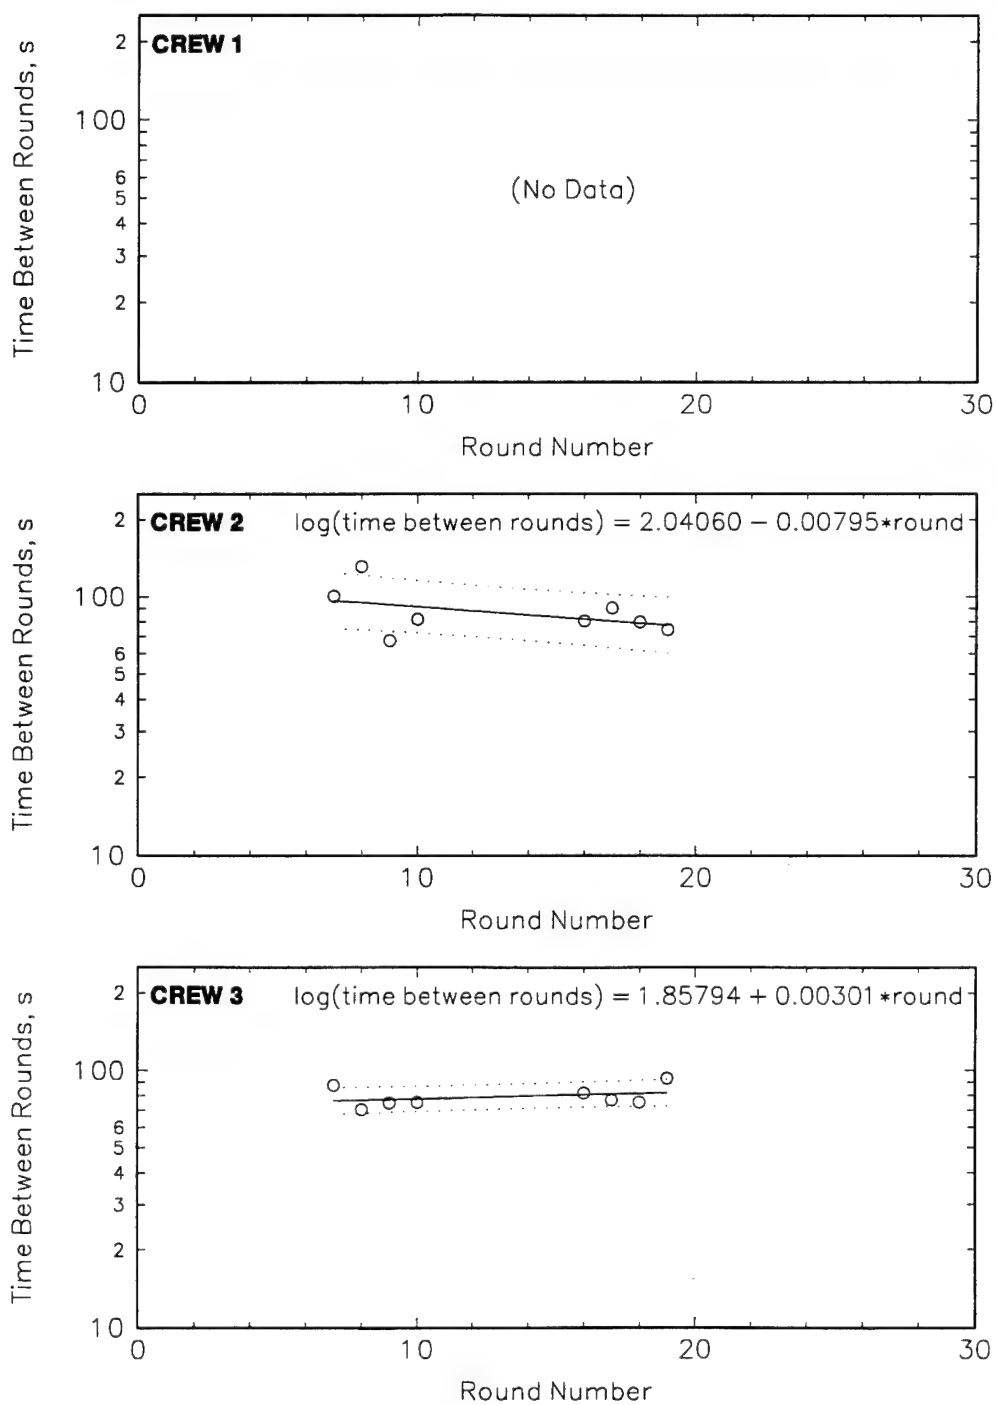 2 CREW 1
100
6
5
4
3
2
10
0 10 20 30
Round Number
Time Between Rounds, s
(No Data)
2 CREW 2 log(time between rounds) = 2.04060 – 0.00795*round
100
6
5
4
3
2
10
0 10 20 30
Round Number
Time Between Rounds, s
2 CREW 3 log(time between rounds) = 1.85794 + 0.00301*round
100
6
5
4
3
2
10
0 10 20 30
Round Number
Time Between Rounds, s